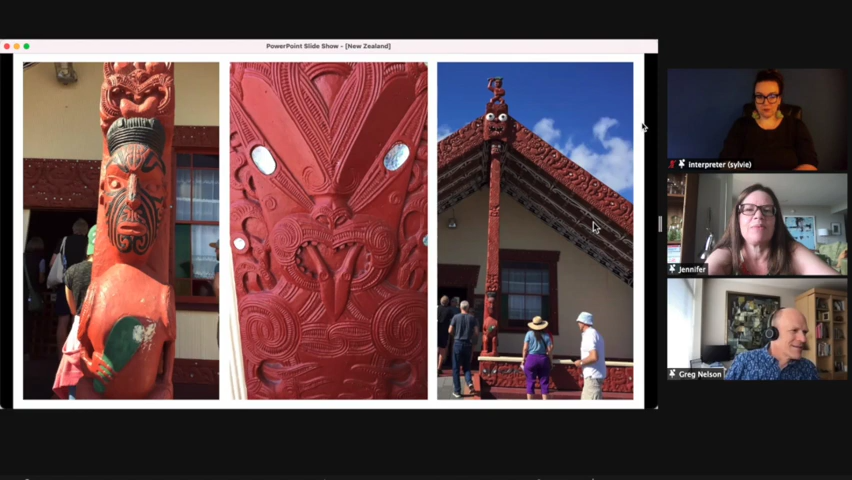 PowerPoint Slide Show - [New Zealand]
interpreter (sylvie)
Jennifer
Greg Nelson